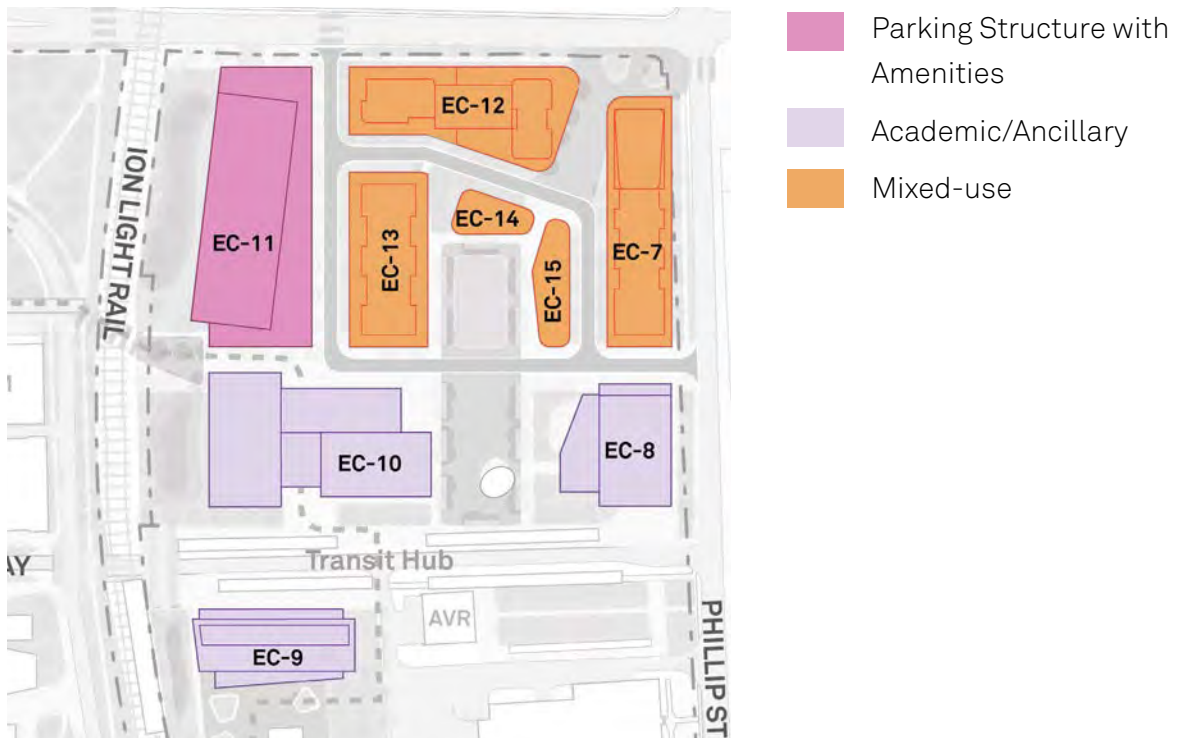 Parking Structure with
Amenities
Academic/Ancillary
Mixed-use
EC-12
ION LIGHT RAIL
EC-14
EC-11
EC-13
EC-15
EC-7
EC-10
EC-8
Transit Hub
AY
AVR
PHILLIP ST
EC-9